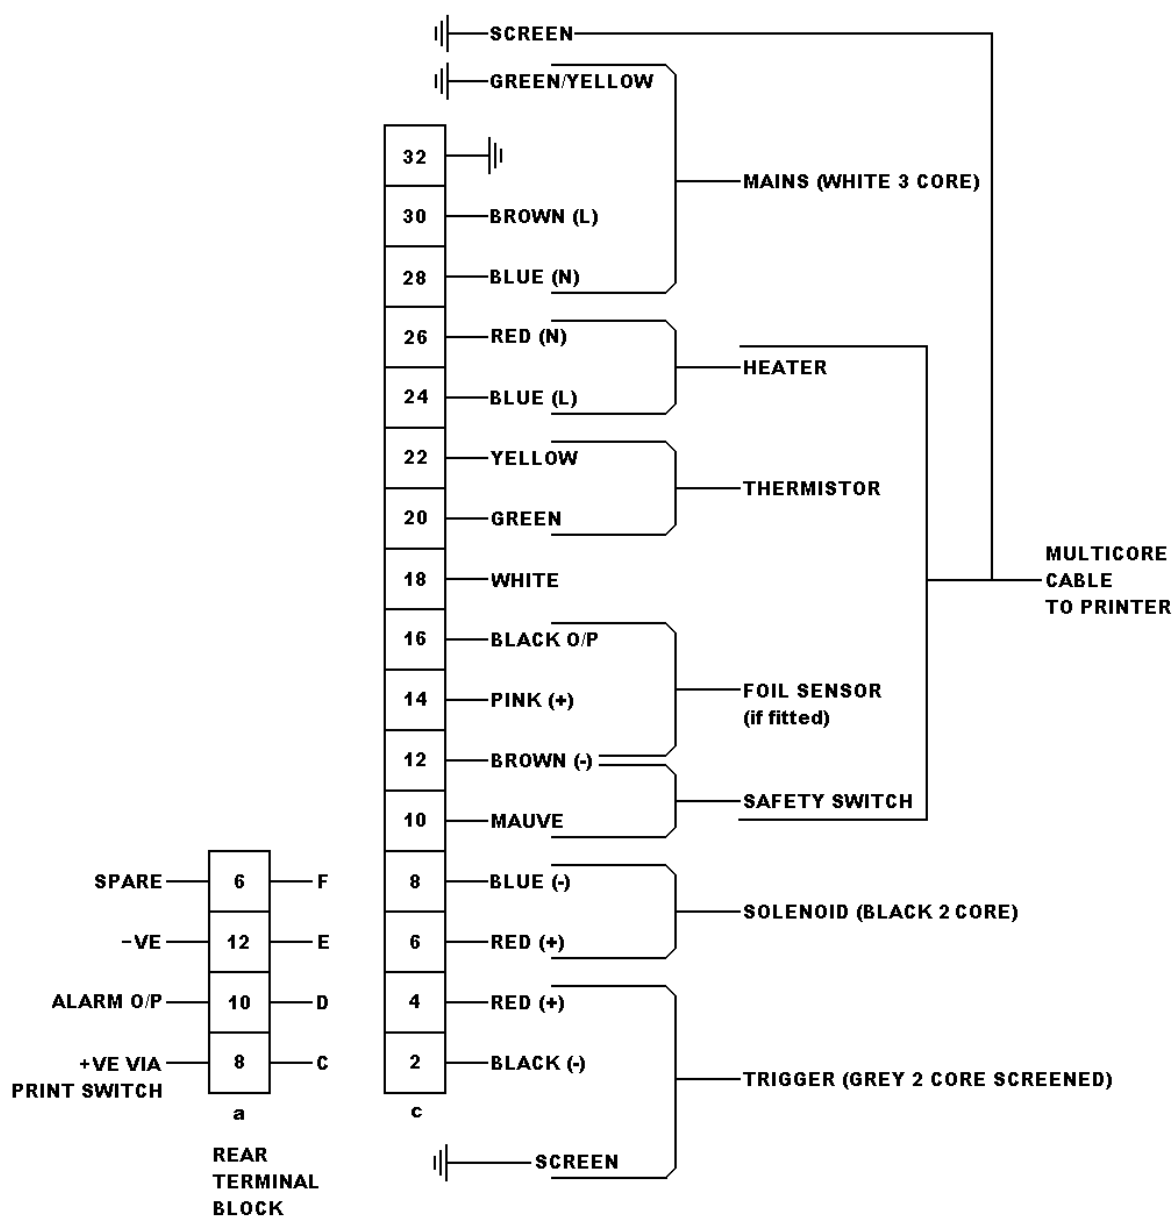 SCREEN
GREEN/YELLOW
32
MAINS (WHITE 3 CORE)
30 BROWN (L)
28 BLUE (N)
26 RED (N)
HEATER
24 BLUE (L)
22 YELLOW
THERMISTOR
20 GREEN
18 WHITE
MULTICORE
CABLE
TO PRINTER
16 BLACK O/P
14 PINK (+)
FOIL SENSOR
(if fitted)
12 BROWN (-)
SAFETY SWITCH
10 MAUVE
SPARE 6 F
8 BLUE (-)
SOLENOID (BLACK 2 CORE)
-VE 12 E
6 RED (+)
ALARM O/P 10 D
4 RED (+)
+VE VIA
PRINT SWITCH
8 C
2 BLACK (-)
TRIGGER (GREY 2 CORE SCREENED)
a
c
REAR
TERMINAL
BLOCK
SCREEN